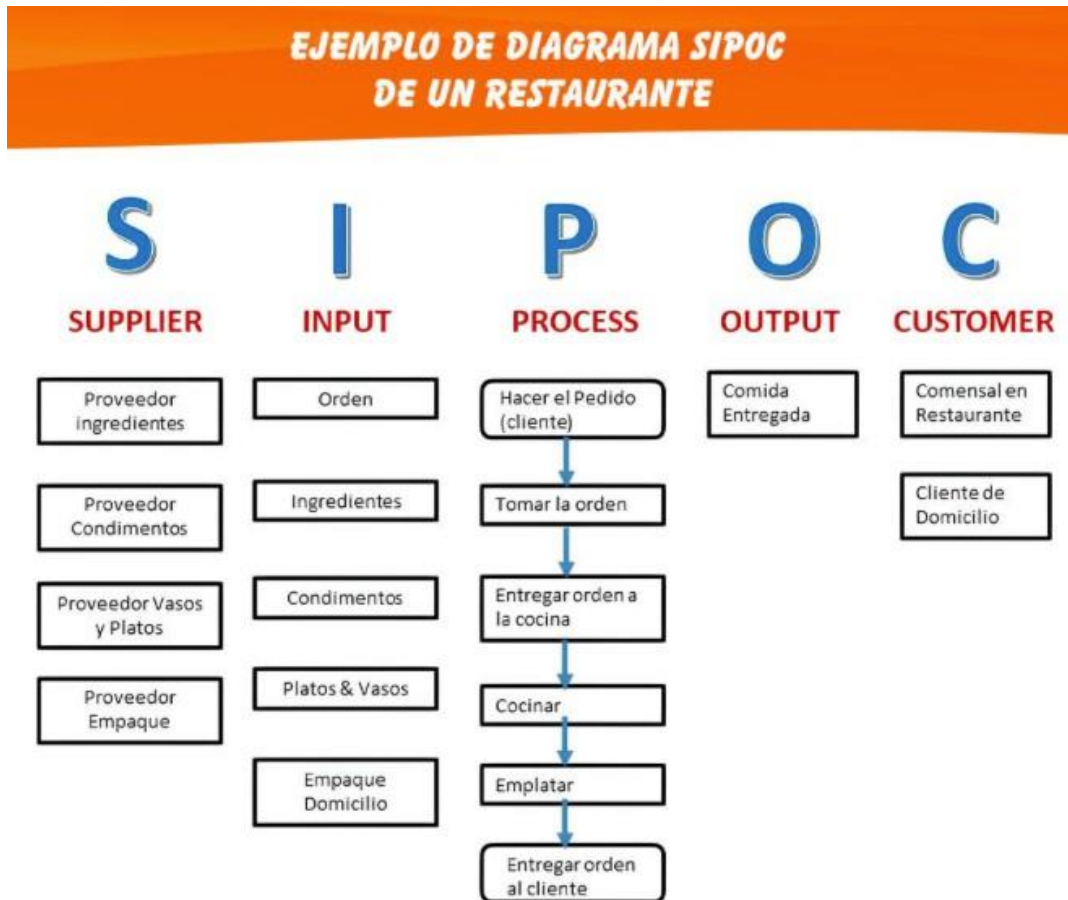 EJEMPLO DE DIAGRAMA SIPOC
DE UN RESTAURANTE
S
I
P
O
C
SUPPLIER
INPUT
PROCESS
OUTPUT
CUSTOMER
Proveedor
ingredientes
Proveedor
Condimentos
Proveedor Vasos
y Platos
Proveedor
Empaque
Orden
Ingredientes
Condimentos
Platos & Vasos
Empaque
Domicilio
Hacer el Pedido
(cliente)
Tomar la orden
Entregar orden a
la cocina
Cocinar
Emplatar
Entregar orden
al cliente
Comida
Entregada
Comensal en
Restaurante
Cliente de
Domicilio